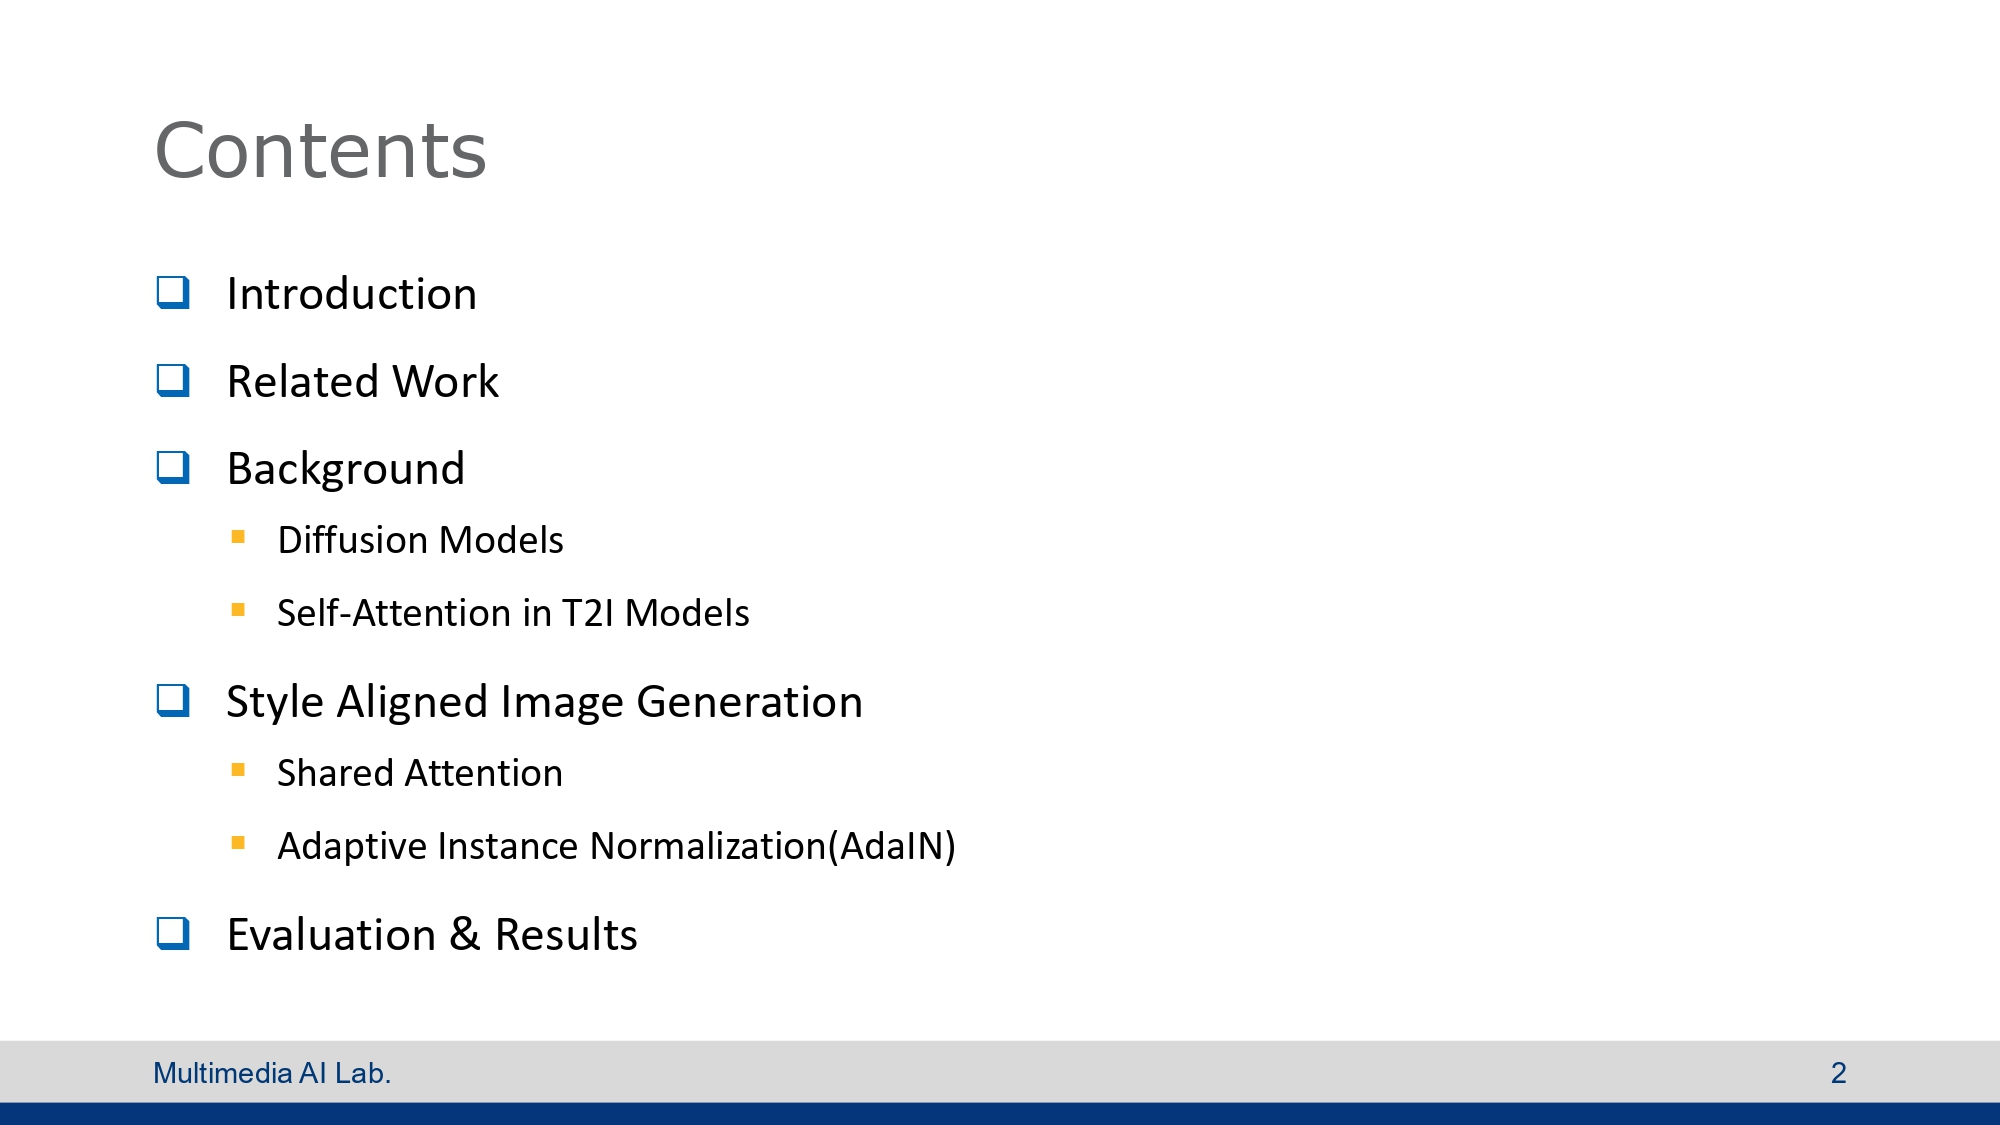 Contents
Introduction
Related Work
Background
Diffusion Models
Self-Attention in T2I Models
Style Aligned Image Generation
Shared Attention
Adaptive Instance Normalization(AdaIN)
Evaluation & Results
Multimedia AI Lab.
2